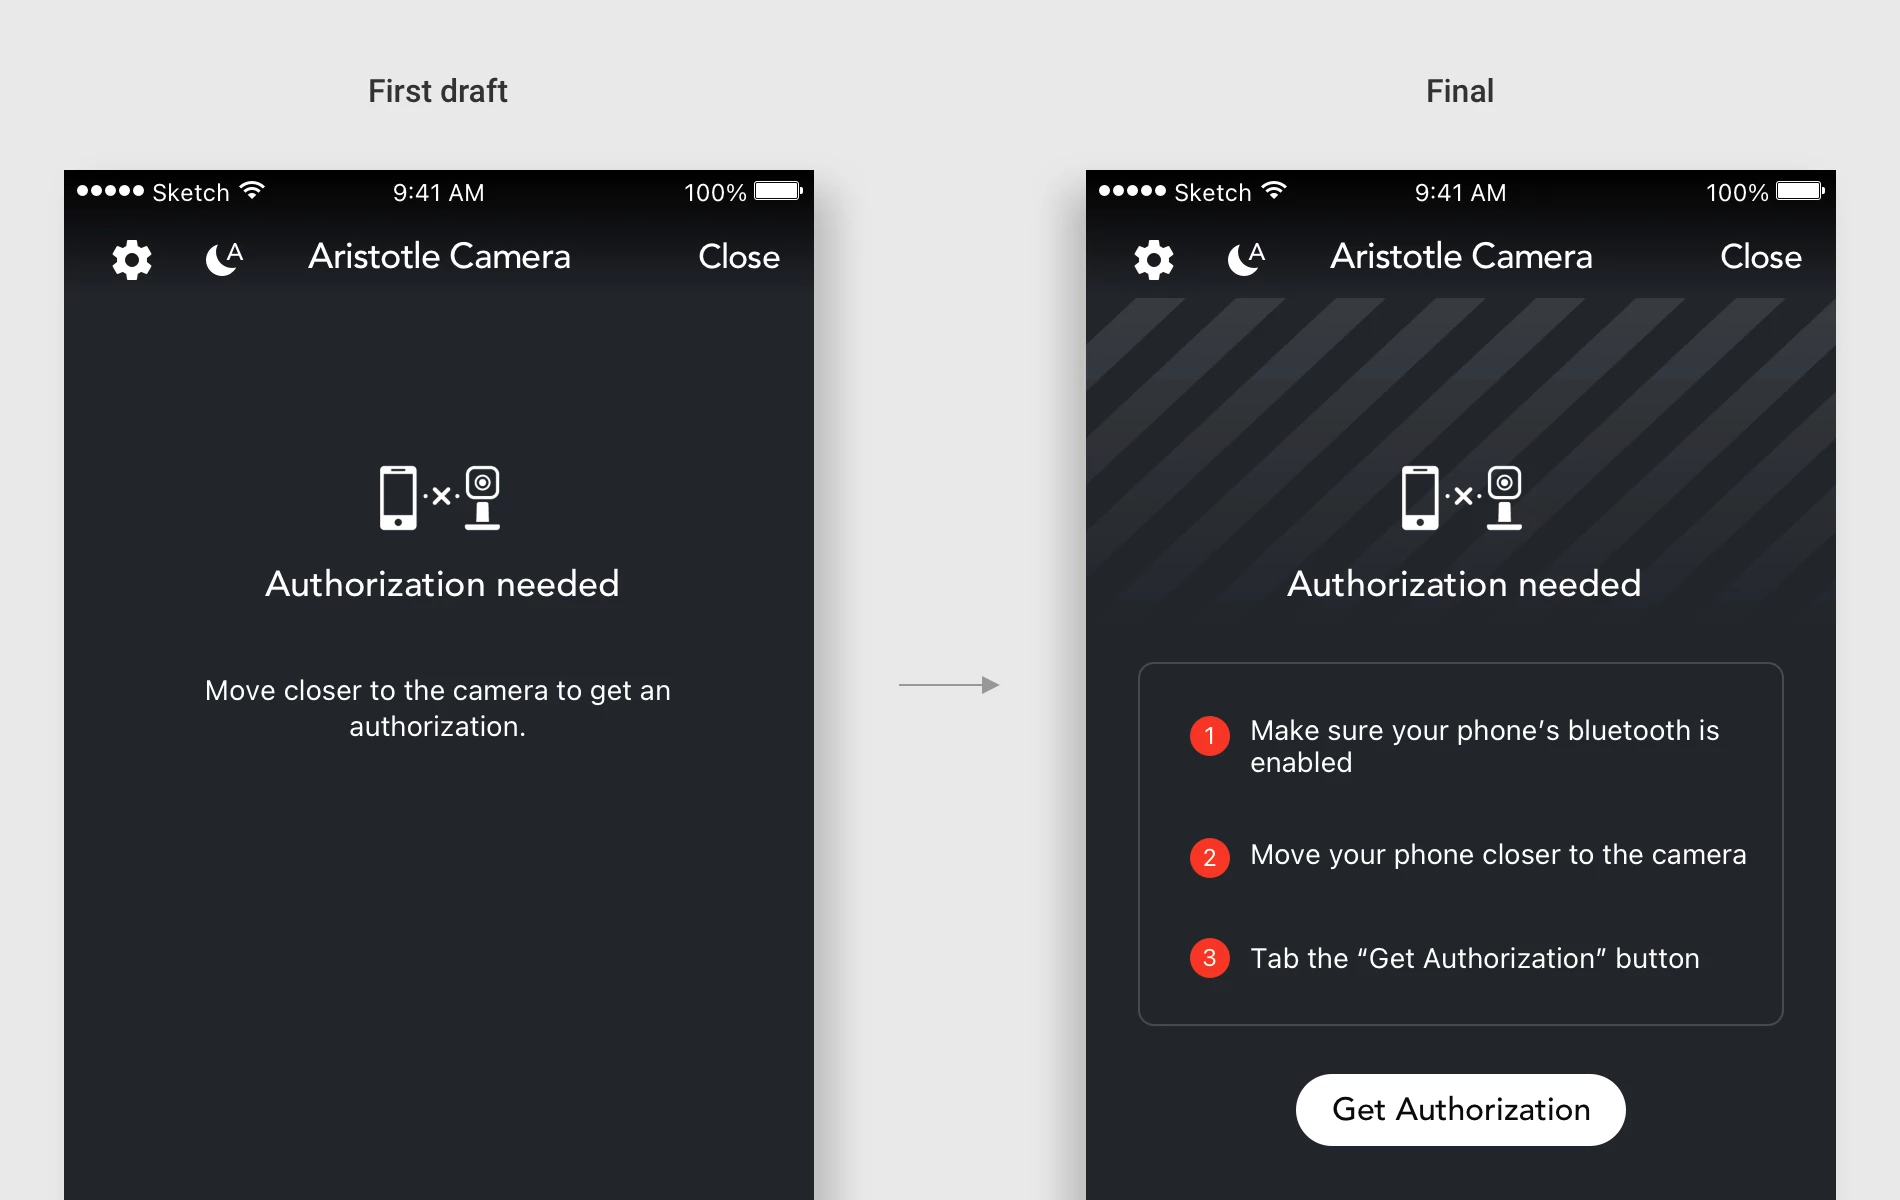 First draft
Final
Sketch 9:41 AM 100%
A Aristotle Camera Close
Authorization needed
Move closer to the camera to get an
authorization.
Sketch 9:41 AM 100%
A Aristotle Camera Close
Authorization needed
1 Make sure your phone’s bluetooth is
enabled
2 Move your phone closer to the camera
3 Tab the “Get Authorization” button
Get Authorization